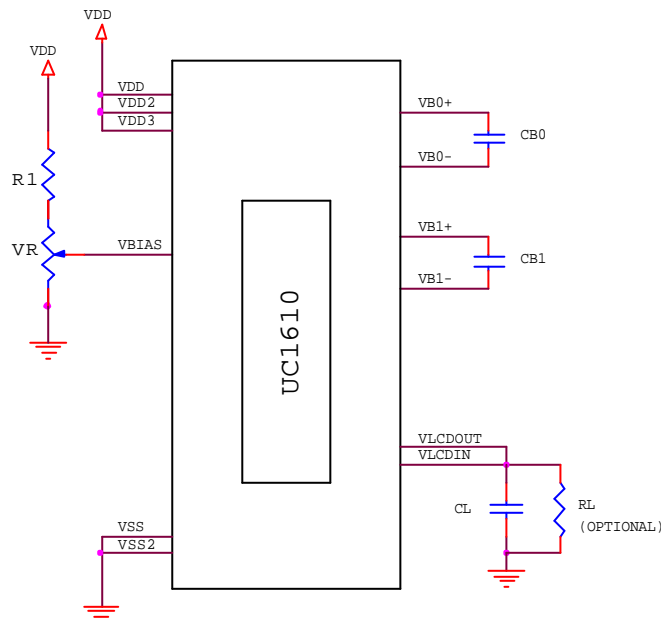 VDD
VDD
VDD
VDD2
VDD3
VB0+
CB0
VB0-
R1
VR
VBIAS
VB1+
CB1
VB1-
UC1610
VLCDOUT
VLCDIN
CL
RL
(OPTIONAL)
VSS
VSS2